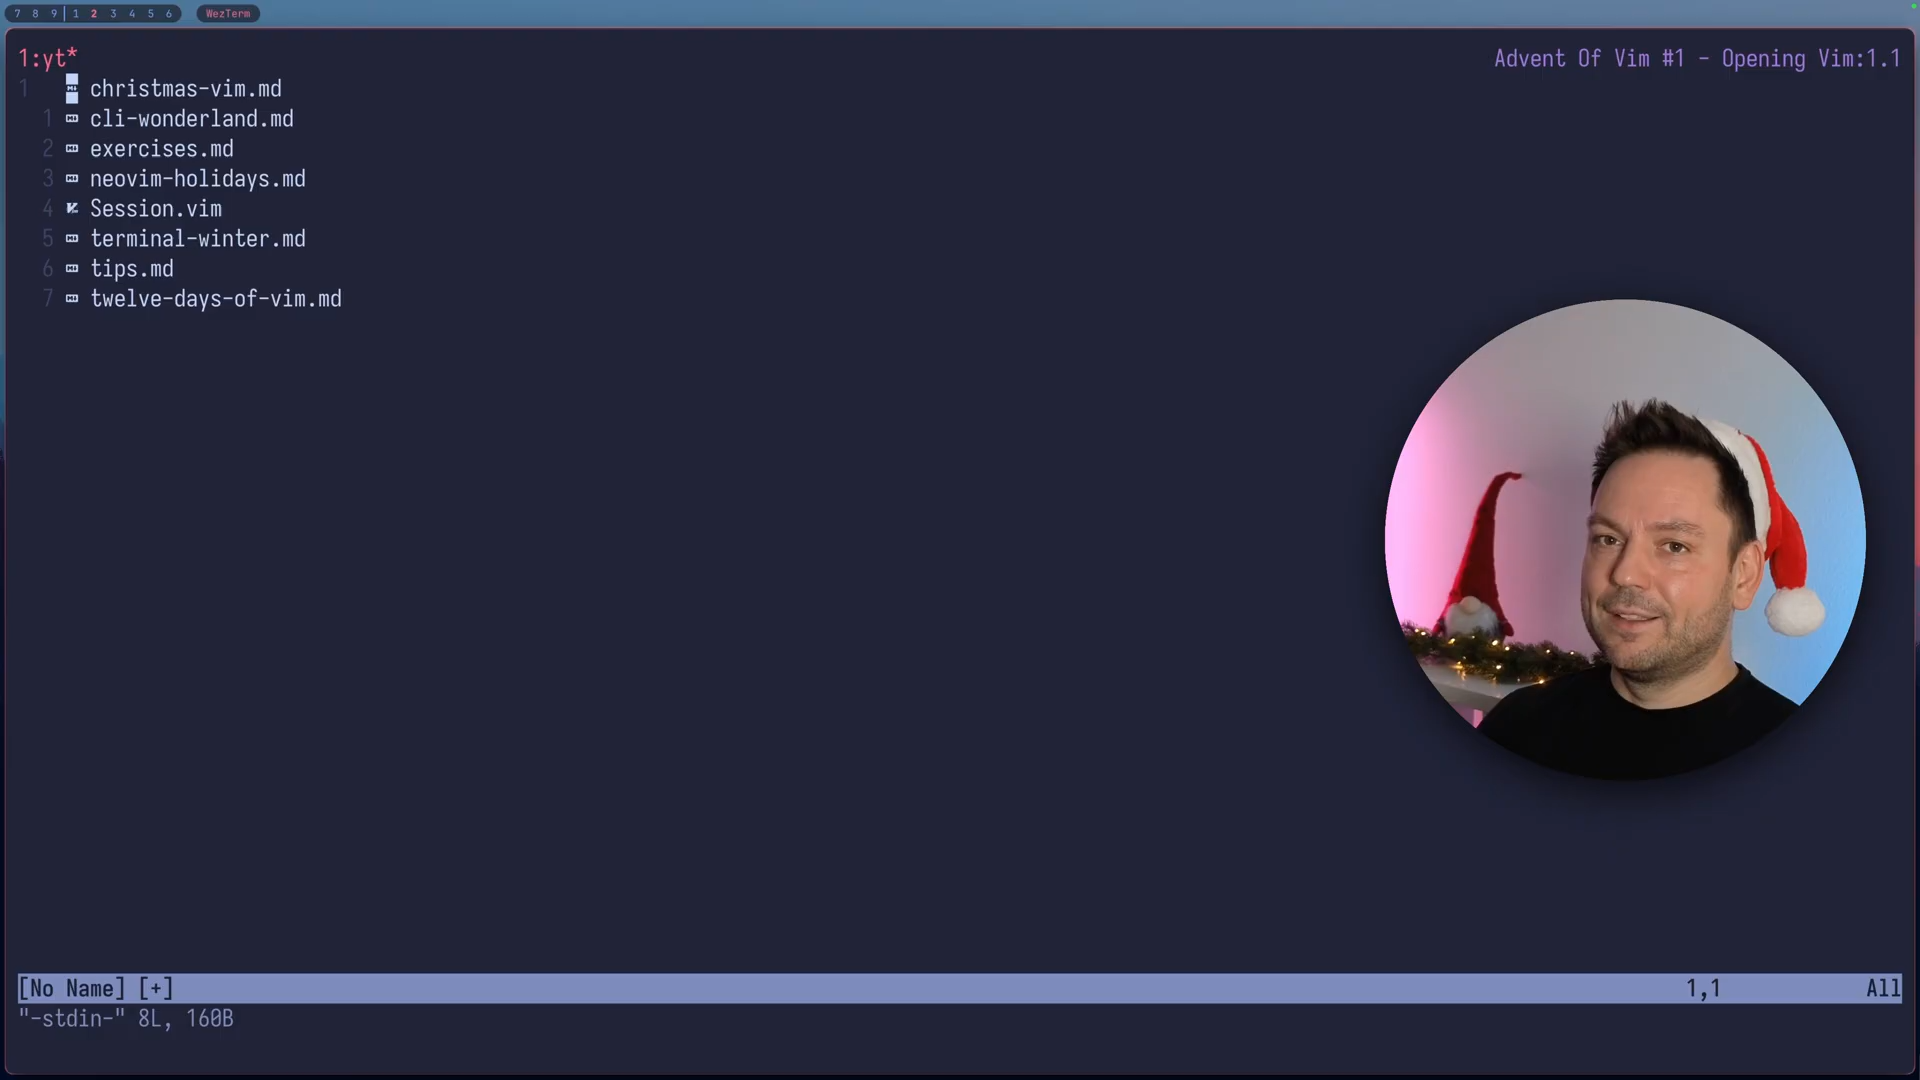 7 8 9 1 2 3 4 5 6 WezTerm
1:yt* Advent Of Vim #1 - Opening Vim:1.1
1 christmas-vim.md
1 cli-wonderland.md
2 exercises.md
3 neovim-holidays.md
4 Session.vim
5 terminal-winter.md
6 tips.md
7 twelve-days-of-vim.md
[No Name] [+] 1,1 All
"-stdin-" 8L, 160B